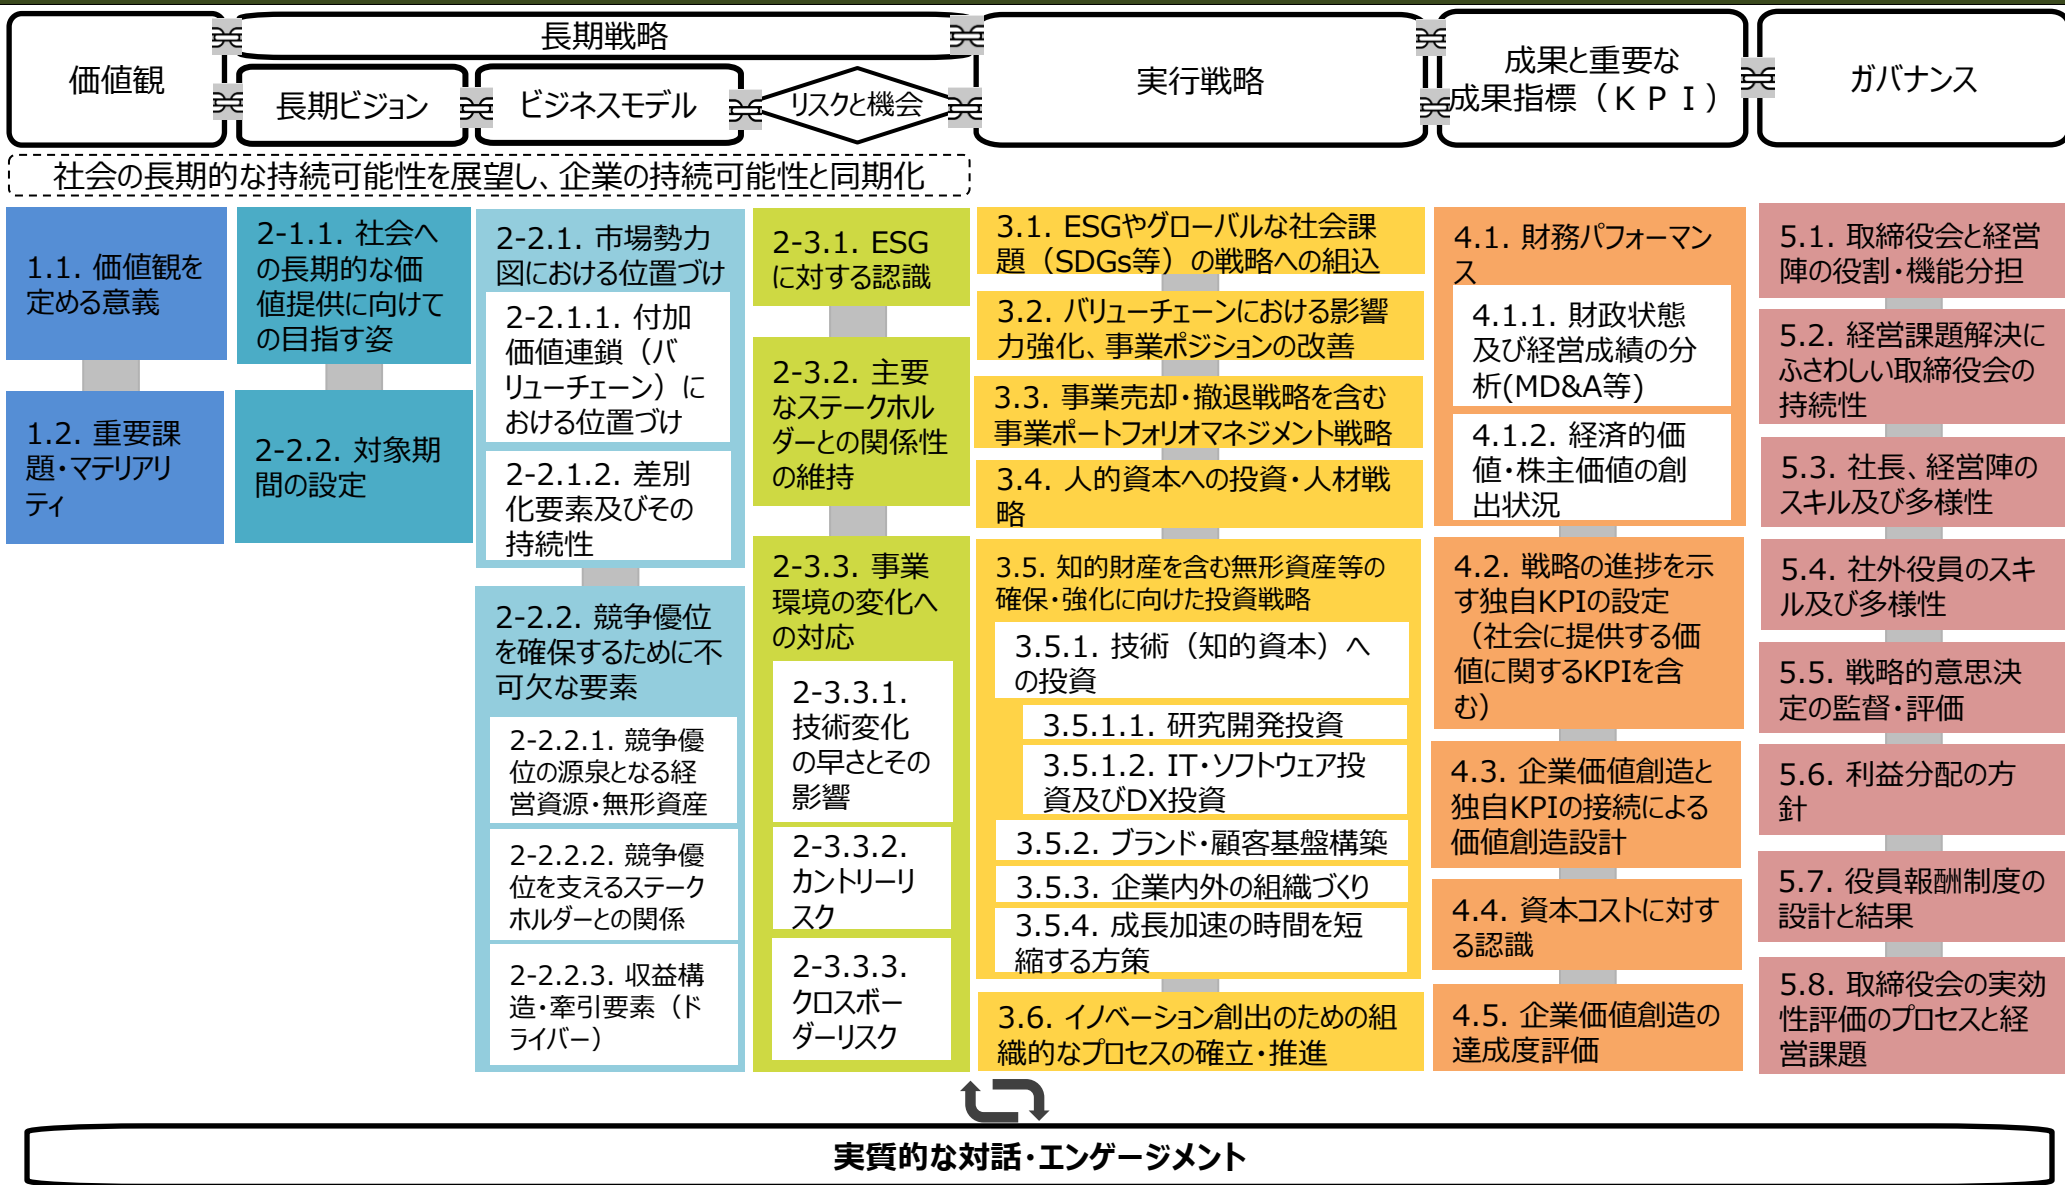 価値観
長期戦略
長期ビジョン
ビジネスモデル
リスクと機会
実行戦略
成果と重要な
成果指標（ＫＰＩ）
ガバナンス
社会の長期的な持続可能性を展望し、企業の持続可能性と同期化
1.1. 価値観を
定める意義
1.2. 重要課
題・マテリアリ
ティ
2-1.1. 社会へ
の長期的な価
値提供に向けて
の目指す姿
2-2.2. 対象期
間の設定
2-2.1. 市場勢力
図における位置づけ
2-2.1.1. 付加
価値連鎖（バ
リューチェーン）に
おける位置づけ
2-2.1.2. 差別
化要素及びその
持続性
2-2.2. 競争優位
を確保するために不
可欠な要素
2-2.2.1. 競争優
位の源泉となる経
営資源・無形資産
2-2.2.2. 競争優
位を支えるステーク
ホルダーとの関係
2-2.2.3. 収益構
造・牽引要素（ド
ライバー）
2-3.1. ESG
に対する認識
2-3.2. 主要
なステークホル
ダーとの関係性
の維持
2-3.3. 事業
環境の変化へ
の対応
2-3.3.1.
技術変化
の早さとその
影響
2-3.3.2.
カントリーリ
スク
2-3.3.3.
クロスボー
ダーリスク
3.1. ESGやグローバルな社会課
題（SDGs等）の戦略への組込
3.2. バリューチェーンにおける影響
力強化、事業ポジションの改善
3.3. 事業売却・撤退戦略を含む
事業ポートフォリオマネジメント戦略
3.4. 人的資本への投資・人材戦
略
3.5. 知的財産を含む無形資産等の
確保・強化に向けた投資戦略
3.5.1. 技術（知的資本）へ
の投資
3.5.1.1. 研究開発投資
3.5.1.2. IT・ソフトウェア投
資及びDX投資
3.5.2. ブランド・顧客基盤構築
3.5.3. 企業内外の組織づくり
3.5.4. 成長加速の時間を短
縮する方策
3.6. イノベーション創出のための組
織的なプロセスの確立・推進
4.1. 財務パフォーマン
ス
4.1.1. 財政状態
及び経営成績の分
析(MD&A等)
4.1.2. 経済的価
値・株主価値の創
出状況
4.2. 戦略の進捗を示
す独自KPIの設定
（社会に提供する価
値に関するKPIを含
む）
4.3. 企業価値創造と
独自KPIの接続による
価値創造設計
4.4. 資本コストに対す
る認識
4.5. 企業価値創造の
達成度評価
5.1. 取締役会と経営
陣の役割・機能分担
5.2. 経営課題解決に
ふさわしい取締役会の
持続性
5.3. 社長、経営陣の
スキル及び多様性
5.4. 社外役員のスキ
ル及び多様性
5.5. 戦略的意思決
定の監督・評価
5.6. 利益分配の方
針
5.7. 役員報酬制度の
設計と結果
5.8. 取締役会の実効
性評価のプロセスと経
営課題
実質的な対話・エンゲージメント